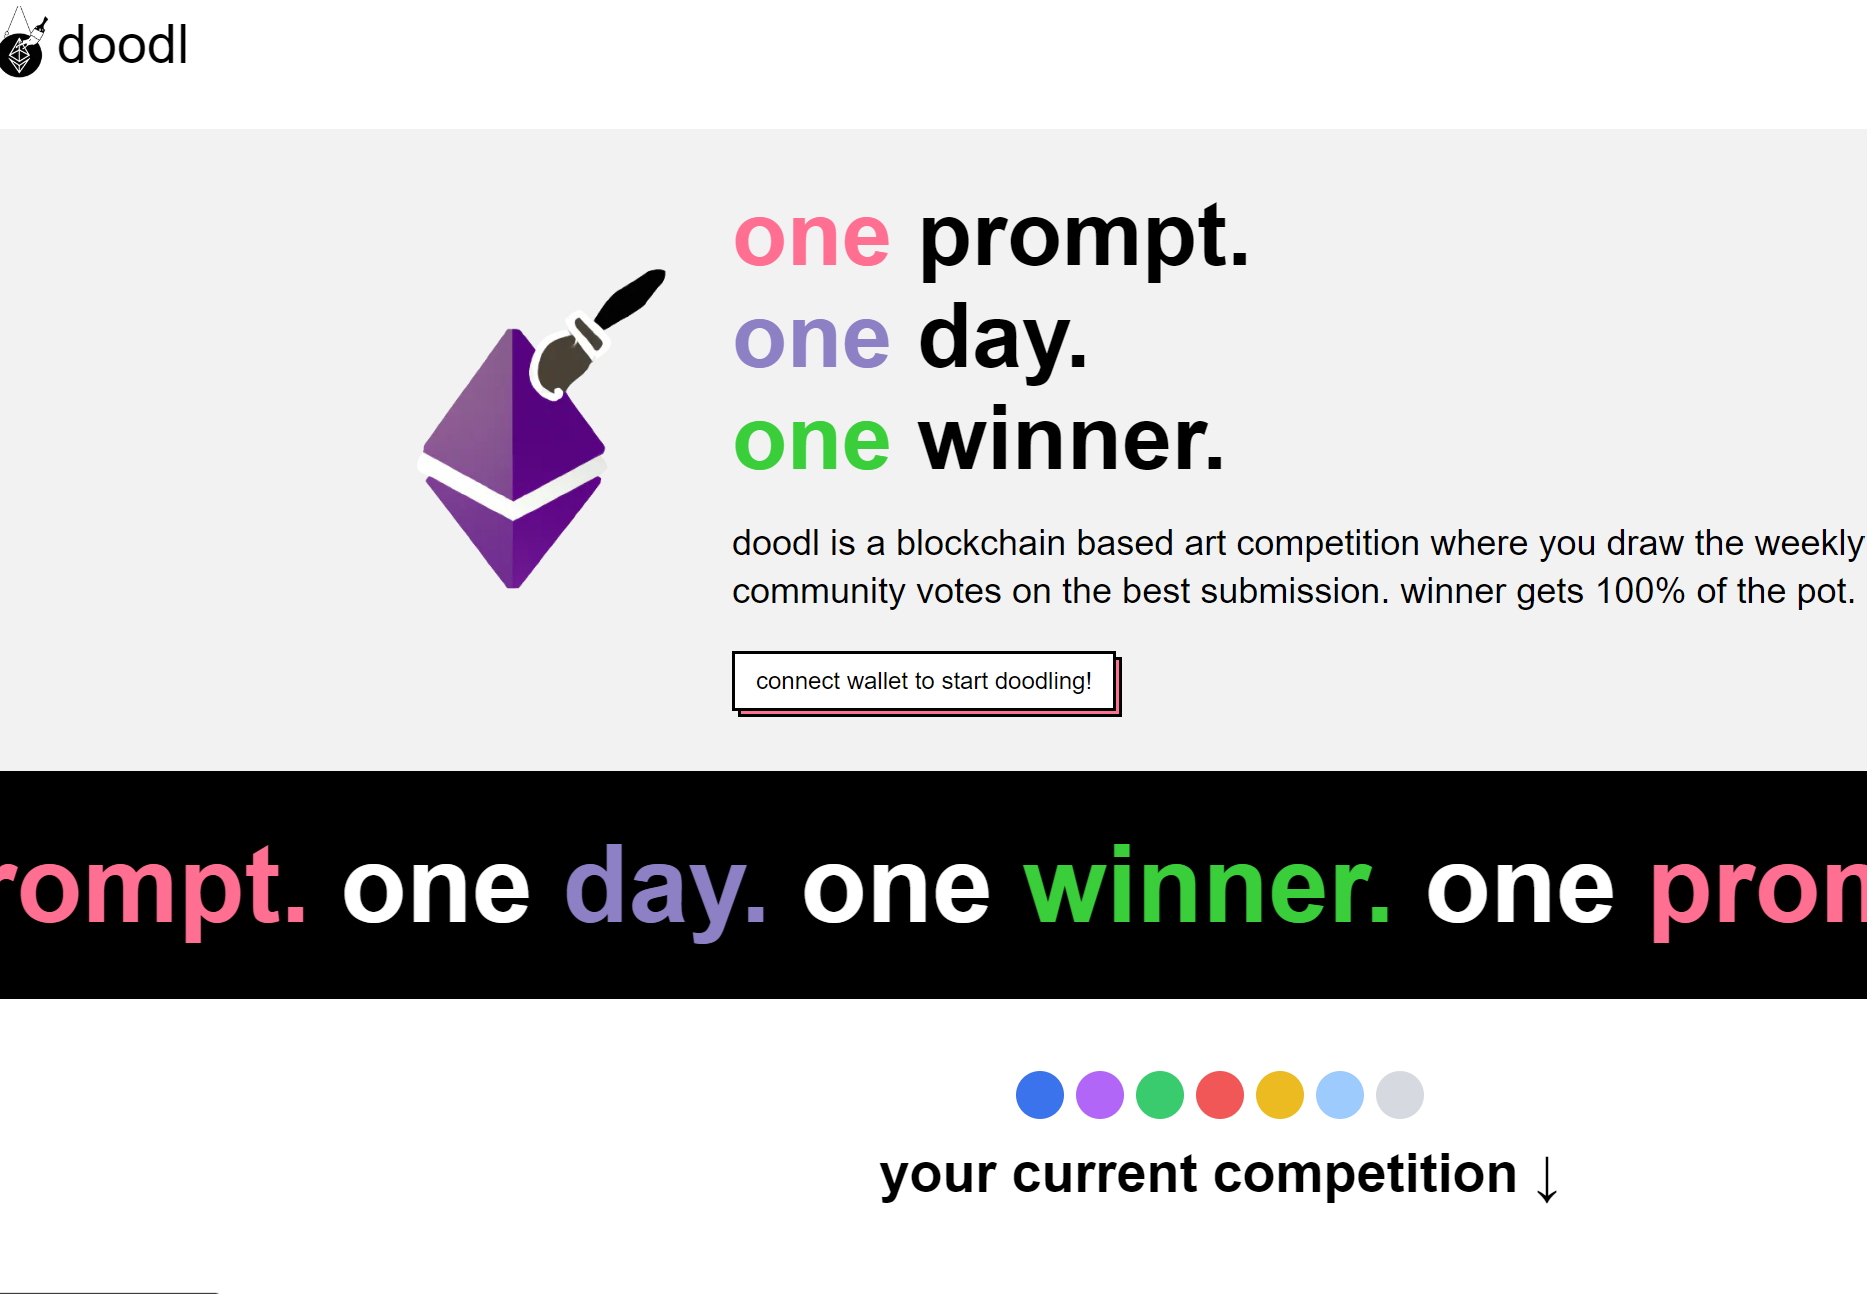 doodl
one prompt.
one day.
one winner.
doodl is a blockchain based art competition where you draw the weekly
community votes on the best submission. winner gets 100% of the pot.
connect wallet to start doodling!
rompt. one day. one winner. one prom
your current competition ↓